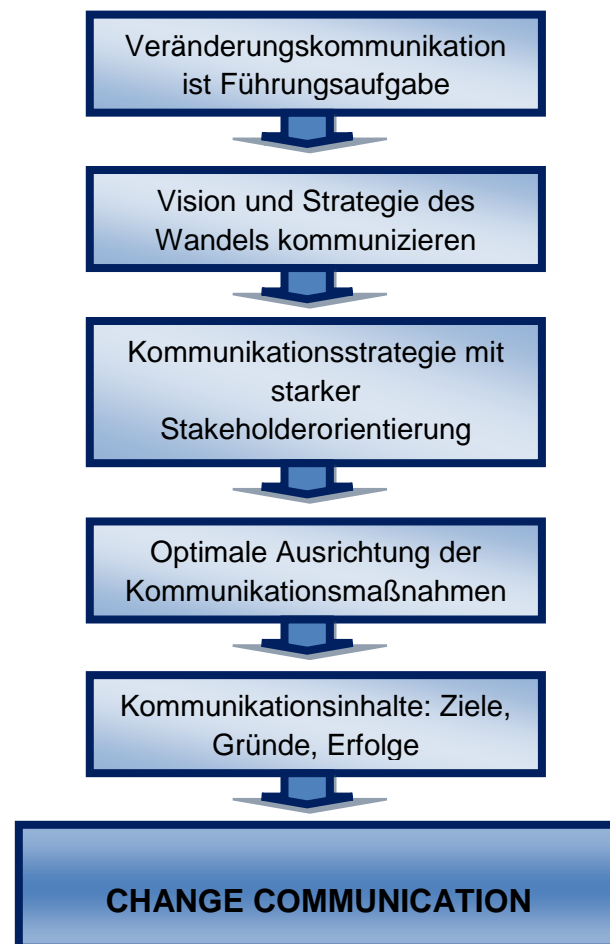 Veränderungskommunikation
ist Führungsaufgabe
Vision und Strategie des
Wandels kommunizieren
Kommunikationsstrategie mit
starker
Stakeholderorientierung
Optimale Ausrichtung der
Kommunikationsmaßnahmen
Kommunikationsinhalte: Ziele,
Gründe, Erfolge
CHANGE COMMUNICATION